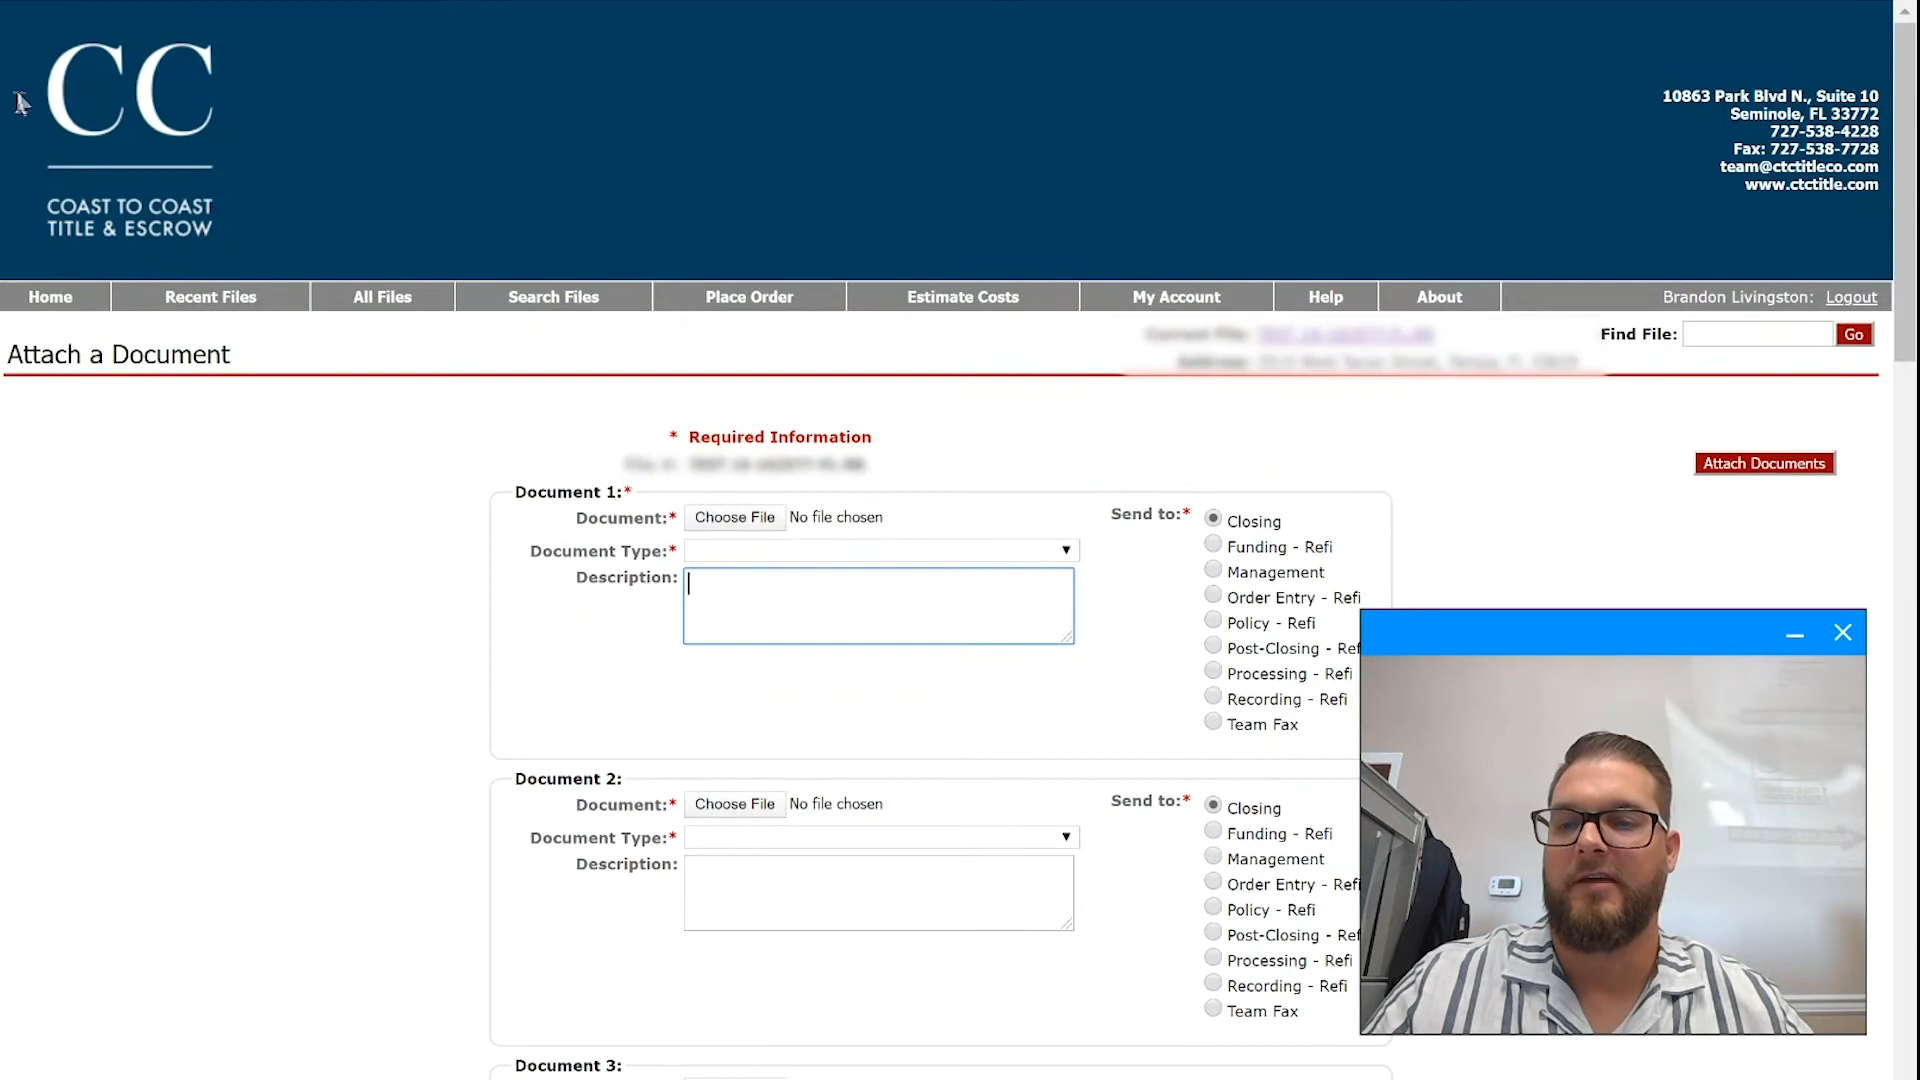 CC
COAST TO COAST
TITLE & ESCROW
10863 Park Blvd N., Suite 10
Seminole, FL 33772
727-538-4228
Fax: 727-538-7728
team@ctctitleco.com
www.ctctitle.com
Home Recent Files All Files Search Files Place Order Estimate Costs My Account Help About Brandon Livingston: Logout
Find File: Go
Attach a Document
* Required Information
Attach Documents
Document 1:*
Document:* Choose File No file chosen
Document Type:*
Description:
Send to:*
Closing
Funding - Refi
Management
Order Entry - Refi
Policy - Refi
Post-Closing - Ref
Processing - Refi
Recording - Refi
Team Fax
Document 2:
Document:* Choose File No file chosen
Document Type:*
Description:
Send to:*
Closing
Funding - Refi
Management
Order Entry - Refi
Policy - Refi
Post-Closing - Ref
Processing - Refi
Recording - Refi
Team Fax
Document 3: